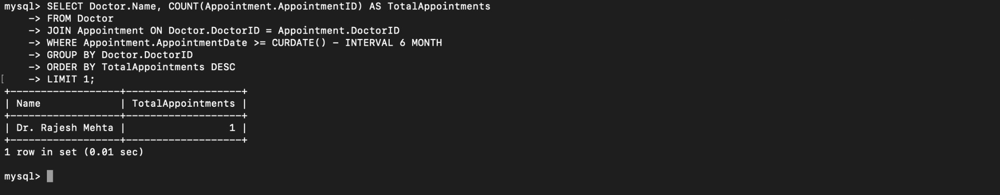 mysql> SELECT Doctor.Name, COUNT(Appointment.AppointmentID) AS TotalAppointments
    -> FROM Doctor
    -> JOIN Appointment ON Doctor.DoctorID = Appointment.DoctorID
    -> WHERE Appointment.AppointmentDate >= CURDATE() - INTERVAL 6 MONTH
    -> GROUP BY Doctor.DoctorID
    -> ORDER BY TotalAppointments DESC
[    -> LIMIT 1;
+------------------+-------------------+
| Name             | TotalAppointments |
+------------------+-------------------+
| Dr. Rajesh Mehta |                 1 |
+------------------+-------------------+
1 row in set (0.01 sec)

mysql>